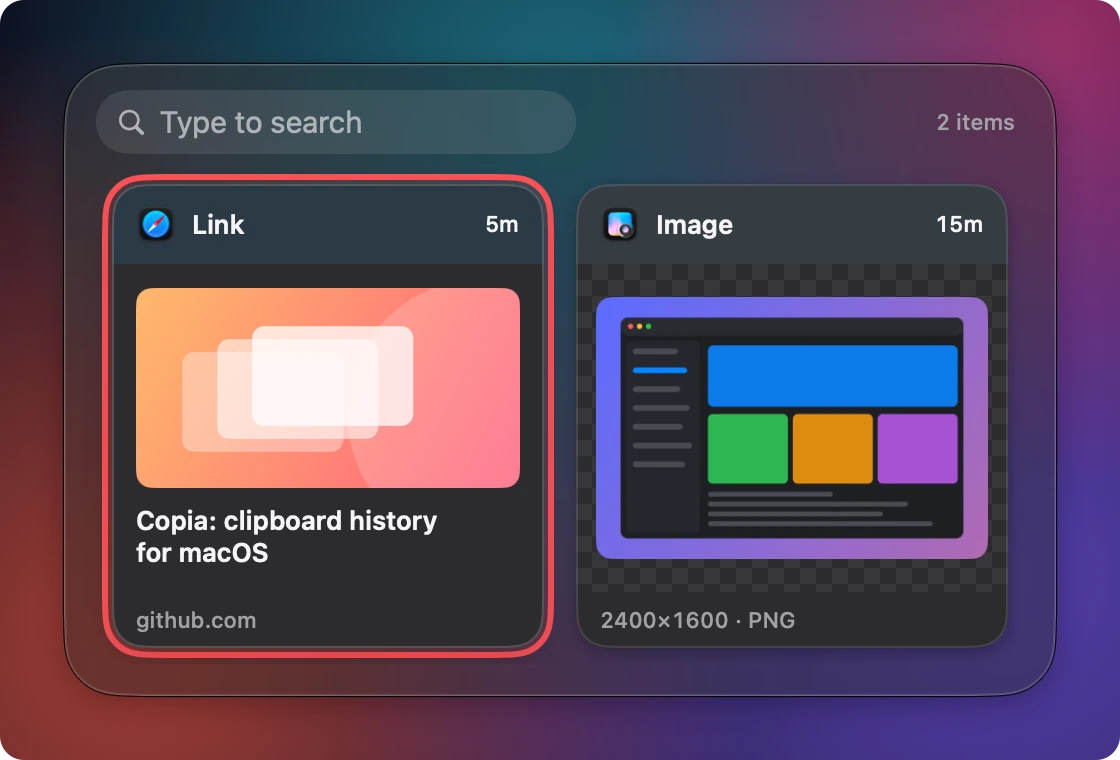 Type to search
2 items
Link
5m
Image
15m
Copia: clipboard history
for macOS
github.com
2400×1600 · PNG